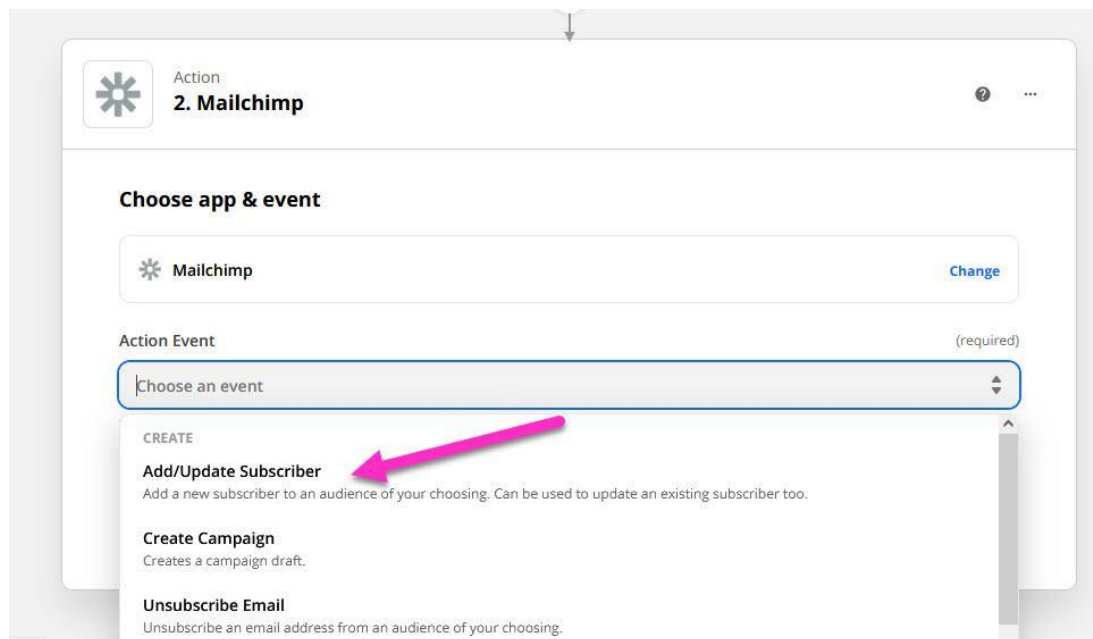 Action
2. Mailchimp
?
...
Choose app & event
Mailchimp
Change
Action Event
(required)
Choose an event
CREATE
Add/Update Subscriber
Add a new subscriber to an audience of your choosing. Can be used to update an existing subscriber too.
Create Campaign
Creates a campaign draft.
Unsubscribe Email
Unsubscribe an email address from an audience of your choosing.